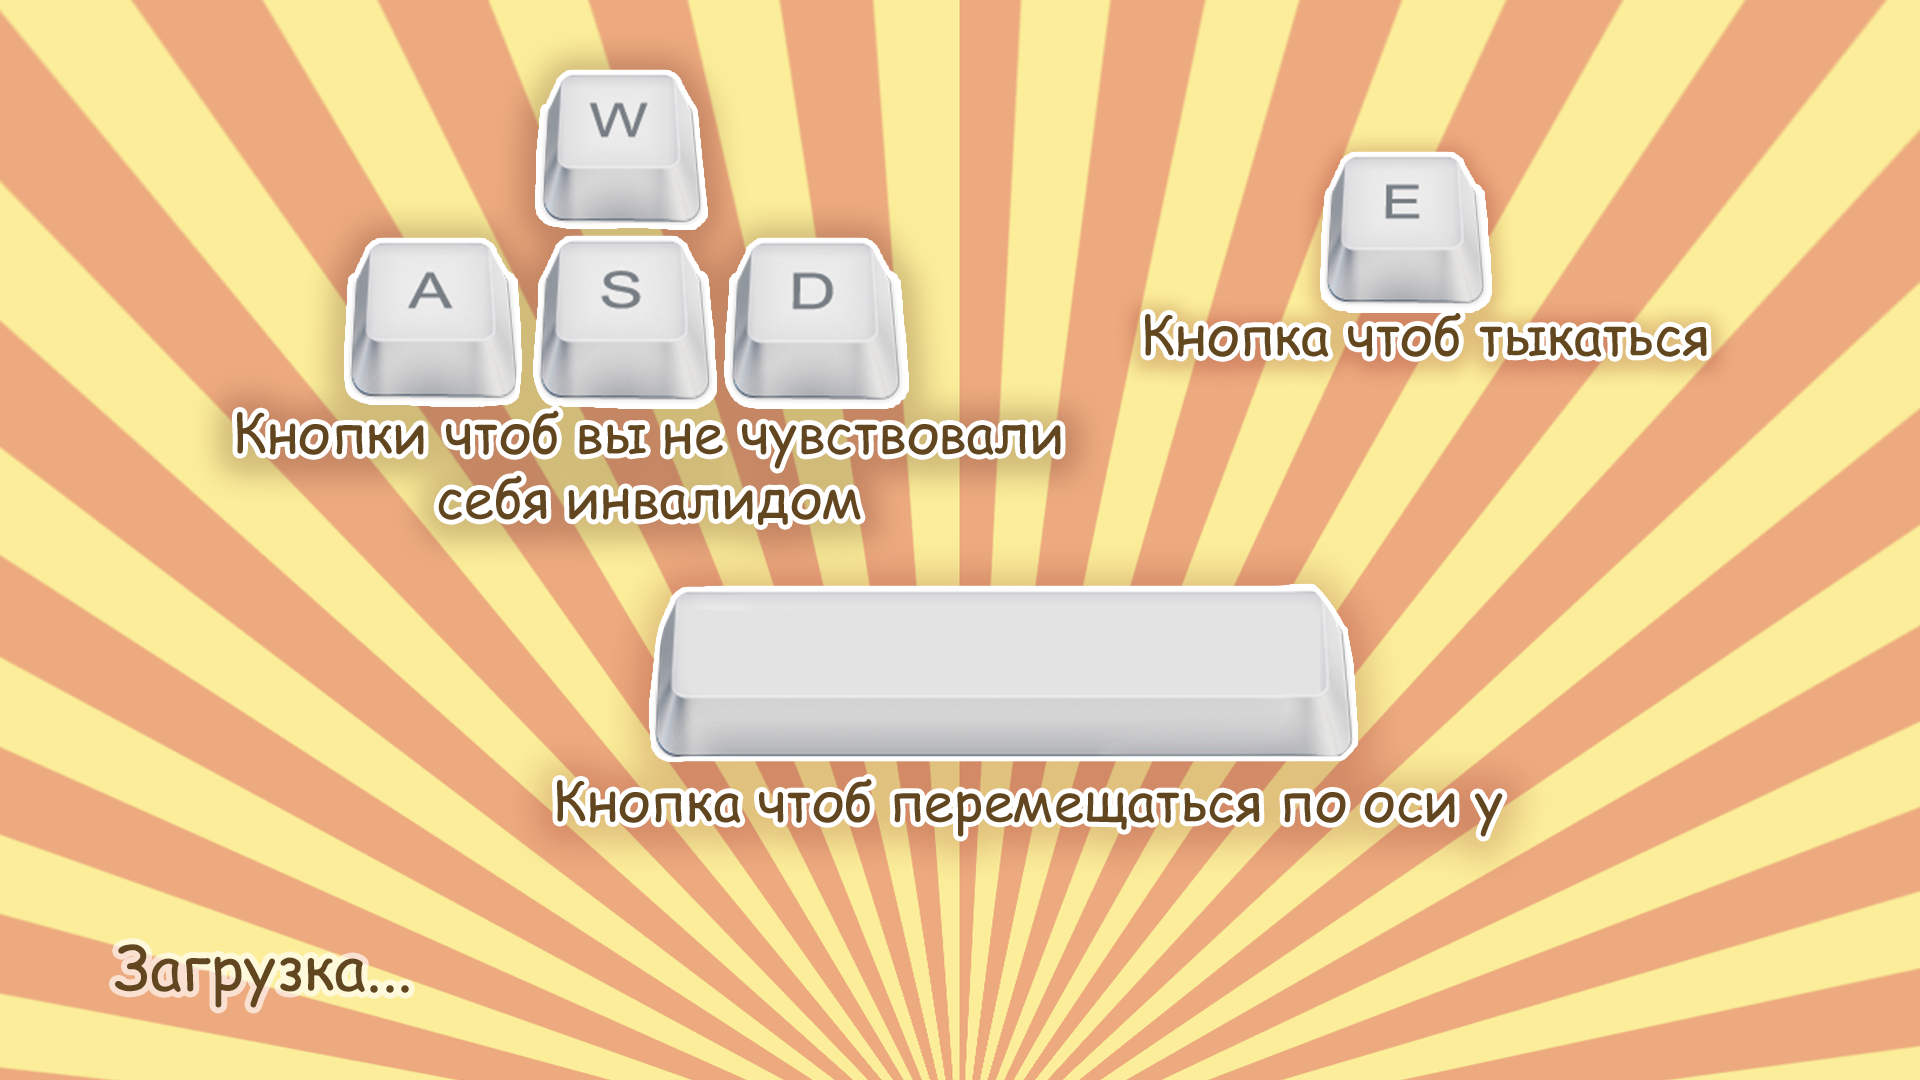 W
A S D
Кнопки чтоб вы не чувствовали
себя инвалидом
E
Кнопка чтоб тыкаться
Кнопка чтоб перемещаться по оси у
Загрузка...